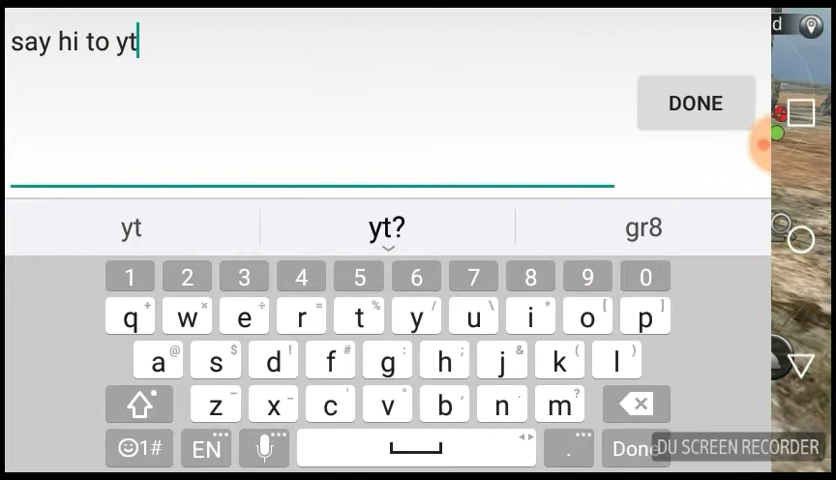 say hi to yt
d
DONE
yt yt? gr8
1 2 3 4 5 6 7 8 9 0
q + w × e ÷ r = t % y / u \ i * o [ p ]
a @ s $ d ! f # g : h ; j & k ( l )
z - x _ c ' v " b , n . m ?
☺1# EN . Done
DU SCREEN RECORDER